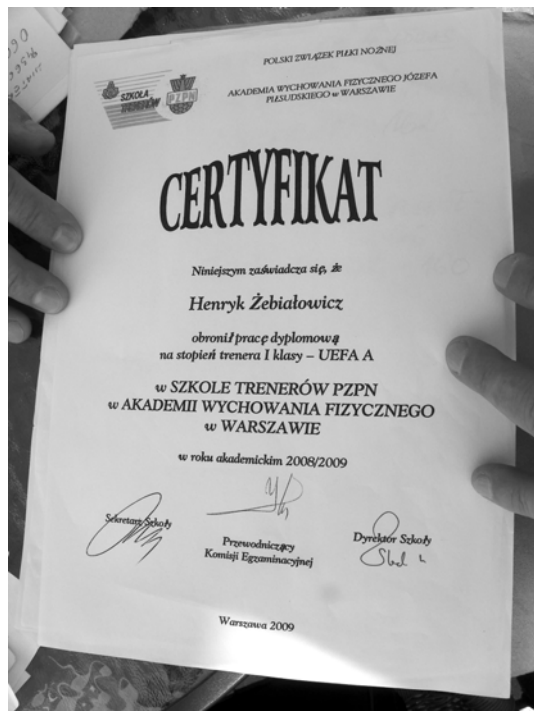 SZKOŁA
TRENERÓW
PZPN
POLSKI ZWIĄZEK PIŁKI NOŻNEJ
AKADEMIA WYCHOWANIA FIZYCZNEGO JÓZEFA
PIŁSUDSKIEGO w WARSZAWIE
CERTYFIKAT
Niniejszym zaświadcza się, że
Henryk Żebiałowicz
obronił pracę dyplomową
na stopień trenera I klasy – UEFA A
w SZKOLE TRENERÓW PZPN
w AKADEMII WYCHOWANIA FIZYCZNEGO
w WARSZAWIE
w roku akademickim 2008/2009
Sekretarz Szkoły
Przewodniczący
Komisji Egzaminacyjnej
Dyrektor Szkoły
Warszawa 2009